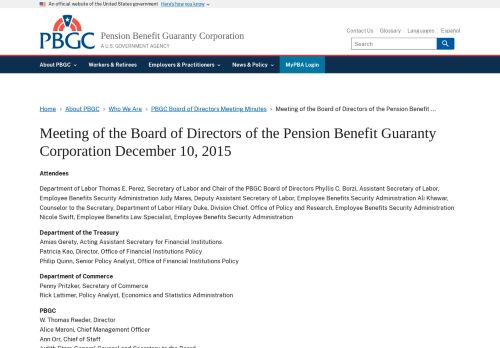 An official website of the United States government Here's how you know
PBGC
Pension Benefit Guaranty Corporation
A U.S. GOVERNMENT AGENCY
Contact Us Glossary Languages Español
Search
About PBGC Workers & Retirees Employers & Practitioners News & Policy MyPBA Login
Home › About PBGC › Who We Are › PBGC Board of Directors Meeting Minutes › Meeting of the Board of Directors of the Pension Benefit ...
Meeting of the Board of Directors of the Pension Benefit Guaranty
Corporation December 10, 2015
Attendees
Department of Labor Thomas E. Perez, Secretary of Labor and Chair of the PBGC Board of Directors Phyllis C. Borzi, Assistant Secretary of Labor,
Employee Benefits Security Administration Judy Mares, Deputy Assistant Secretary of Labor, Employee Benefits Security Administration Ali Khawar,
Counselor to the Secretary, Department of Labor Hilary Duke, Division Chief, Office of Policy and Research, Employee Benefits Security Administration
Nicole Swift, Employee Benefits Law Specialist, Employee Benefits Security Administration
Department of the Treasury
Amias Gerety, Acting Assistant Secretary for Financial Institutions.
Patricia Kao, Director, Office of Financial Institutions Policy
Philip Quinn, Senior Policy Analyst, Office of Financial Institutions Policy
Department of Commerce
Penny Pritzker, Secretary of Commerce
Rick Lattimer, Policy Analyst, Economics and Statistics Administration
PBGC
W. Thomas Reeder, Director
Alice Maroni, Chief Management Officer
Ann Orr, Chief of Staff
Judith Starr, General Counsel and Secretary to the Board